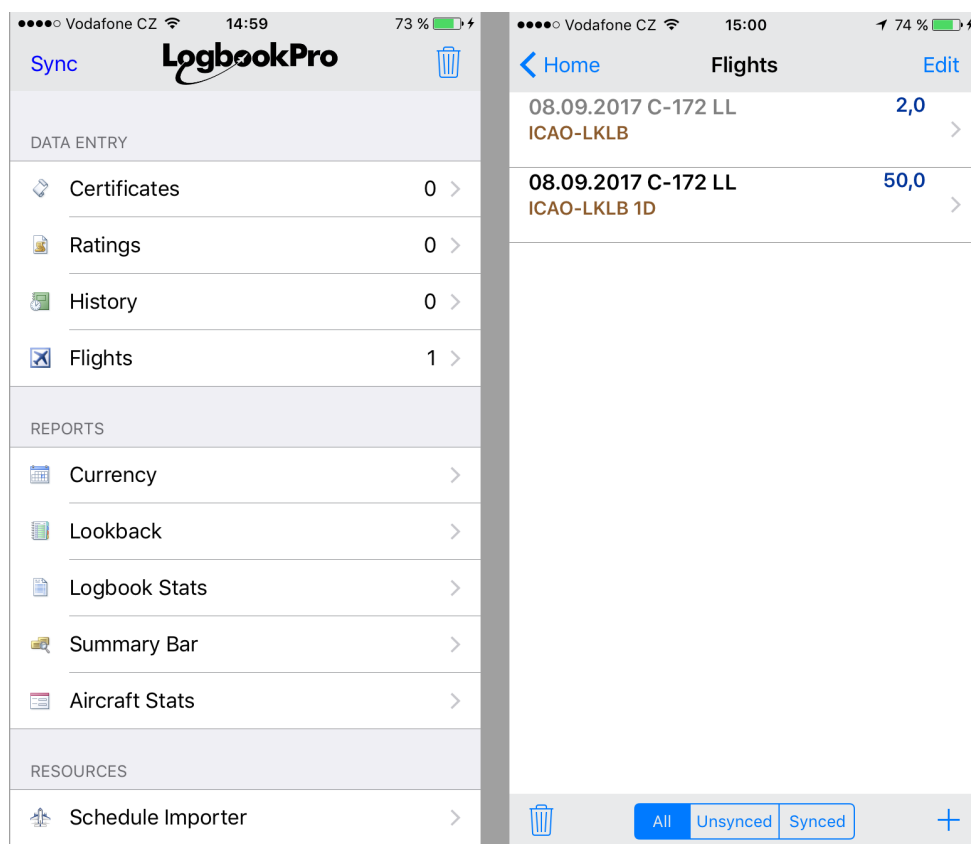 Vodafone CZ 14:59 73 %
Sync LogbookPro
DATA ENTRY
Certificates 0
Ratings 0
History 0
Flights 1
REPORTS
Currency
Lookback
Logbook Stats
Summary Bar
Aircraft Stats
RESOURCES
Schedule Importer
Vodafone CZ 15:00 74 %
Home Flights Edit
08.09.2017 C-172 LL 2,0
ICAO-LKLB
08.09.2017 C-172 LL 50,0
ICAO-LKLB 1D
All Unsynced Synced